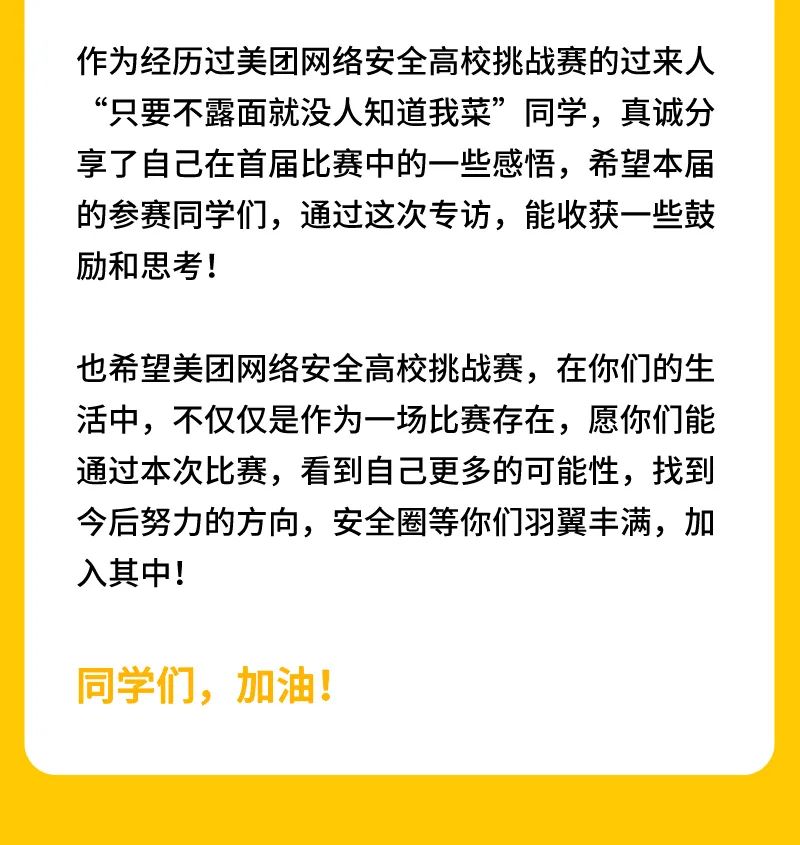 作为经历过美团网络安全高校挑战赛的过来人
“只要不露面就没人知道我菜”同学，真诚分
享了自己在首届比赛中的一些感悟，希望本届
的参赛同学们，通过这次专访，能收获一些鼓
励和思考！
也希望美团网络安全高校挑战赛，在你们的生
活中，不仅仅是作为一场比赛存在，愿你们能
通过本次比赛，看到自己更多的可能性，找到
今后努力的方向，安全圈等你们羽翼丰满，加
入其中！
同学们，加油！